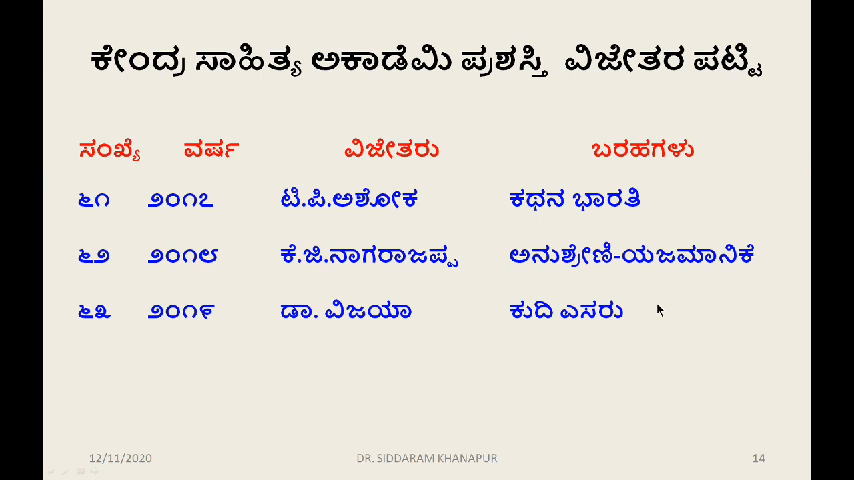 ಕೇಂದ್ರ ಸಾಹಿತ್ಯ ಅಕಾಡೆಮಿ ಪ್ರಶಸ್ತಿ ವಿಜೇತರ ಪಟ್ಟಿ
ಸಂಖ್ಯೆ ವರ್ಷ ವಿಜೇತರು ಬರಹಗಳು
೬೧ ೨೦೧೭ ಟಿ.ಪಿ.ಅಶೋಕ ಕಥನ ಭಾರತಿ
೬೨ ೨೦೧೮ ಕೆ.ಜಿ.ನಾಗರಾಜಪ್ಪ ಅನುಶ್ರೇಣಿ-ಯಜಮಾನಿಕೆ
೬೩ ೨೦೧೯ ಡಾ. ವಿಜಯಾ ಕುದಿ ಎಸರು
12/11/2020 DR. SIDDARAM KHANAPUR 14